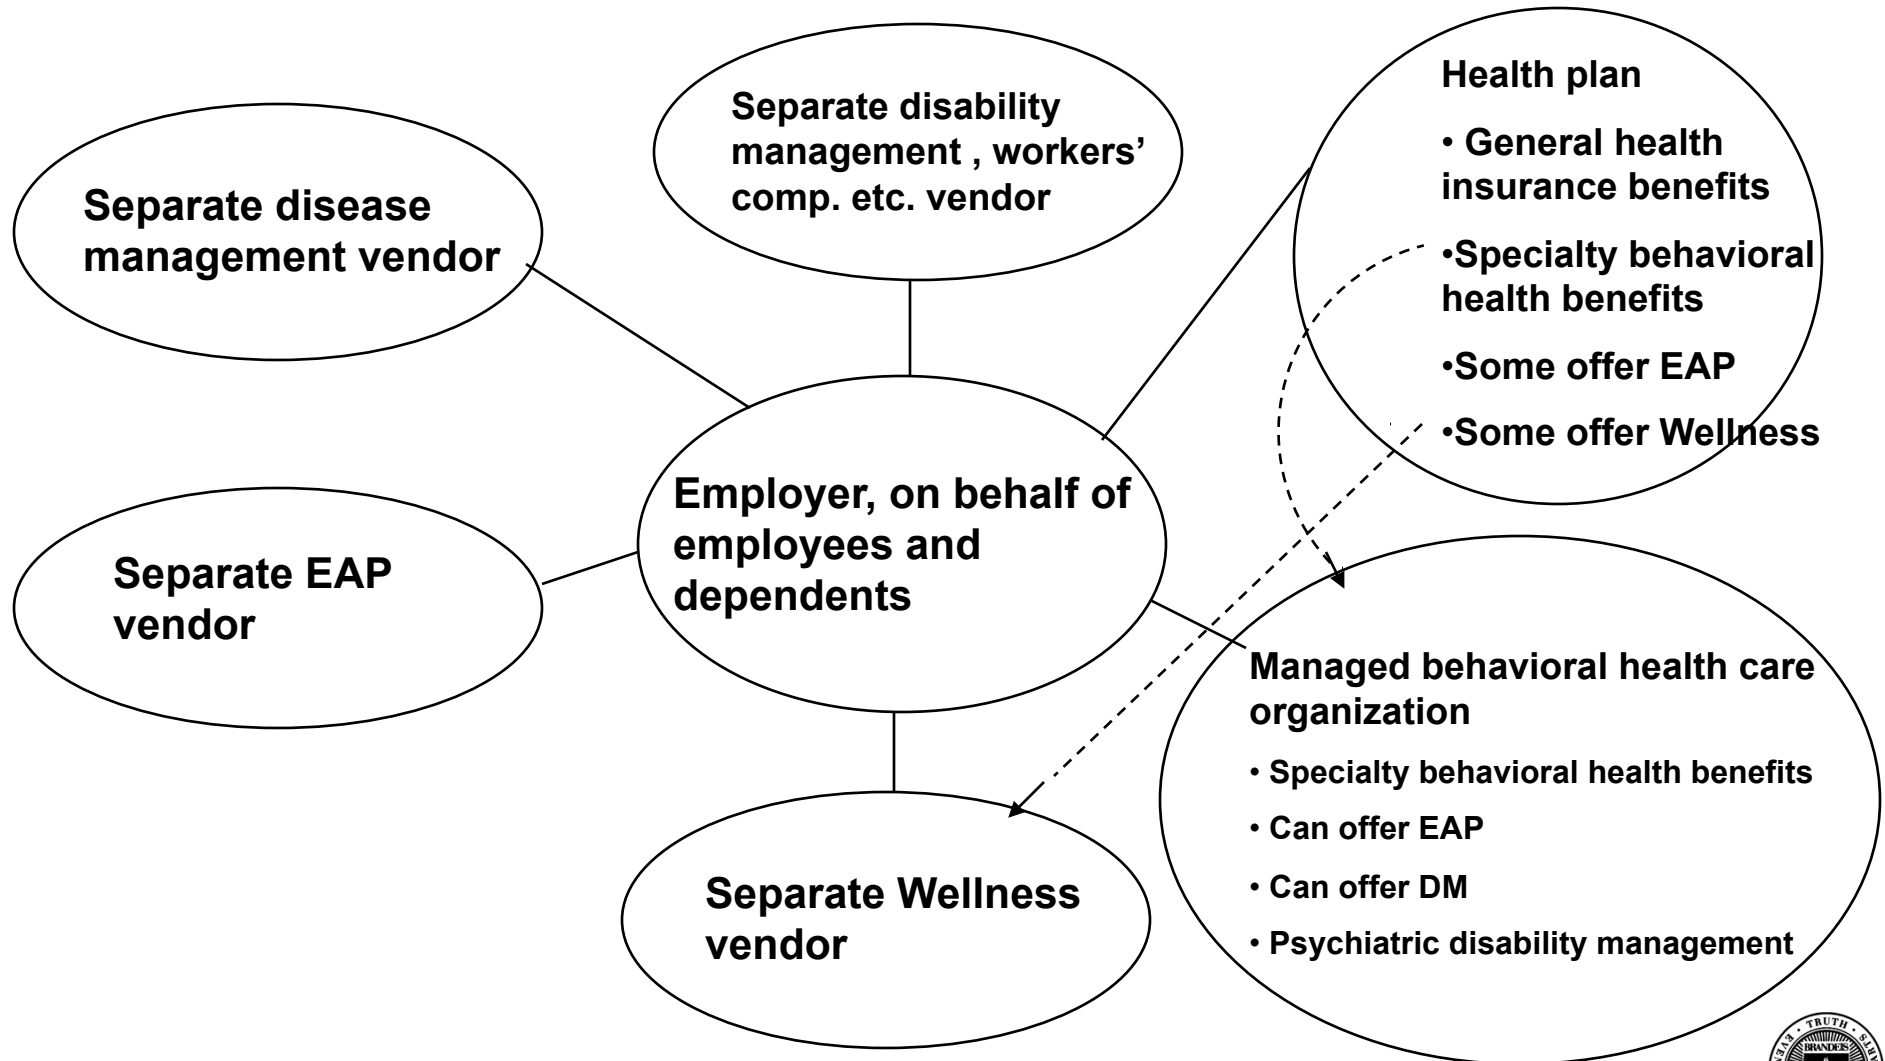 Separate disease
management vendor
Separate disability
management , workers’
comp. etc. vendor
Health plan
• General health
insurance benefits
•Specialty behavioral
health benefits
•Some offer EAP
•Some offer Wellness
Separate EAP
vendor
Employer, on behalf of
employees and
dependents
Managed behavioral health care
organization
• Specialty behavioral health benefits
• Can offer EAP
• Can offer DM
• Psychiatric disability management
Separate Wellness
vendor
TRUTH
BRANDEIS